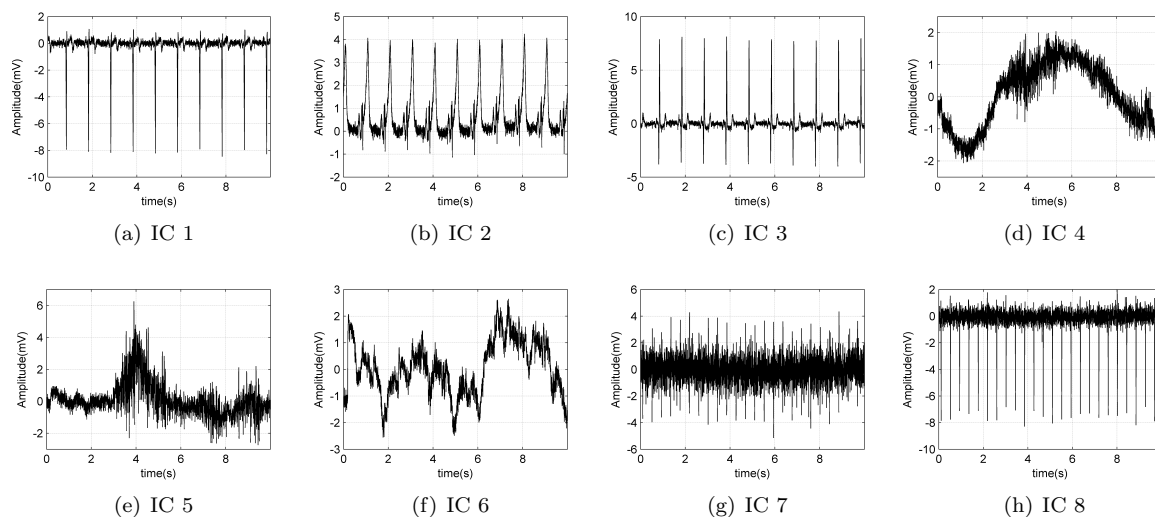 2
0
-2
-4
-6
-8
-10
0 2 4 6 8
Amplitude(mV)
time(s)
(a) IC 1
5
4
3
2
1
0
-1
2
0 2 4 6 8
Amplitude(mV)
time(s)
(b) IC 2
10
5
0
-5
0 2 4 6 8
Amplitude(mV)
time(s)
(c) IC 3
2
1
0
-1
-2
0 2 4 6 8
Amplitude(mV)
time(s)
(d) IC 4
6
4
2
0
-2
0 2 4 6 8
Amplitude(mV)
time(s)
(e) IC 5
3
2
1
0
-1
-2
-3
0 2 4 6 8
Amplitude(mV)
time(s)
(f) IC 6
6
4
2
0
-2
-4
-6
0 2 4 6 8
Amplitude(mV)
time(s)
(g) IC 7
2
0
-2
-4
-6
-8
-10
0 2 4 6 8
Amplitude(mV)
time(s)
(h) IC 8